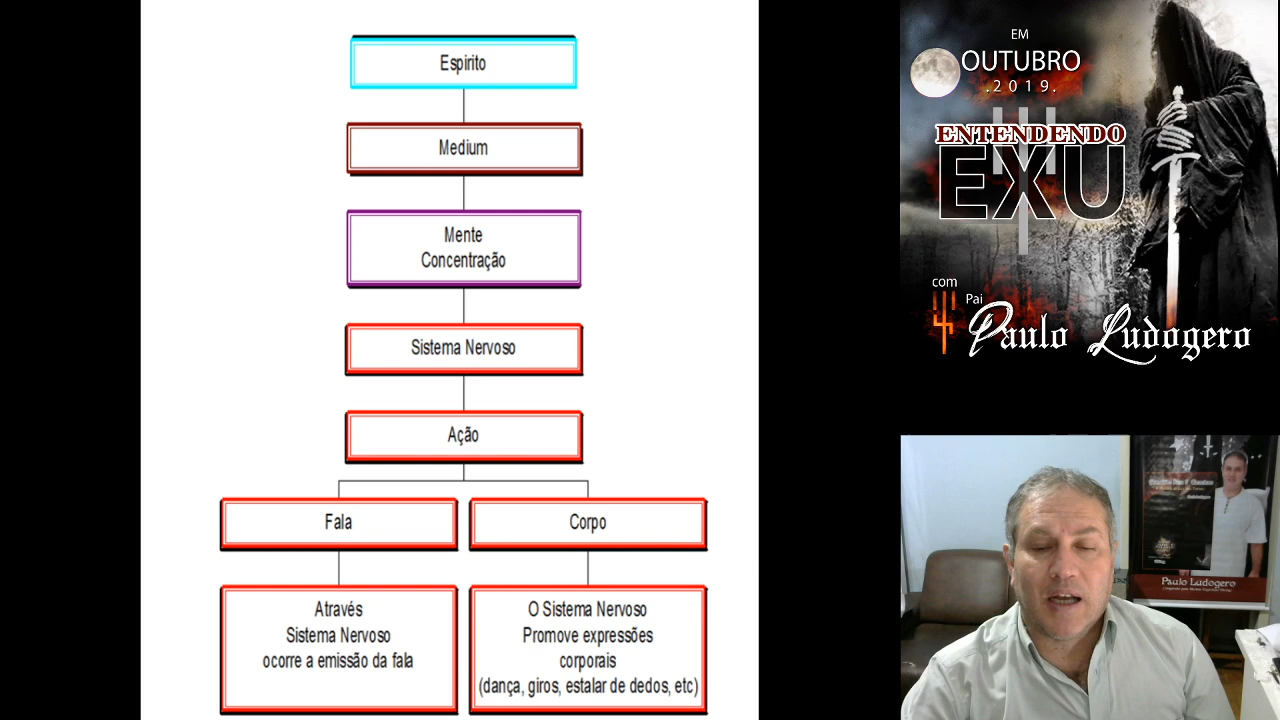 Espirito
Medium
Mente
Concentração
Sistema Nervoso
Ação
Fala
Corpo
Através
Sistema Nervoso
ocorre a emissão da fala
O Sistema Nervoso
Promove expressões
corporais
(dança, giros, estalar de dedos, etc)
EM
OUTUBRO
.2019.
ENTENDENDO
EXU
com
Pai
Paulo Ludogero
Paulo Ludogero